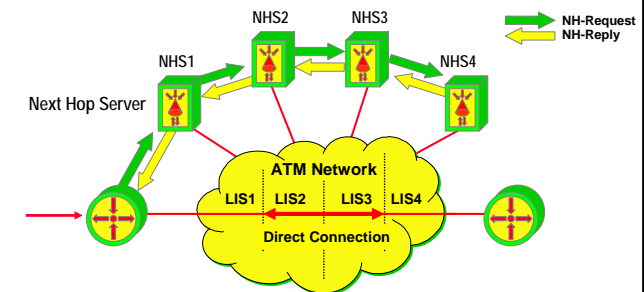 NHS2
NHS3
NH-Request
NH-Reply
NHS1
NHS4
Next Hop Server
ATM Network
LIS1
LIS2
LIS3
LIS4
Direct Connection